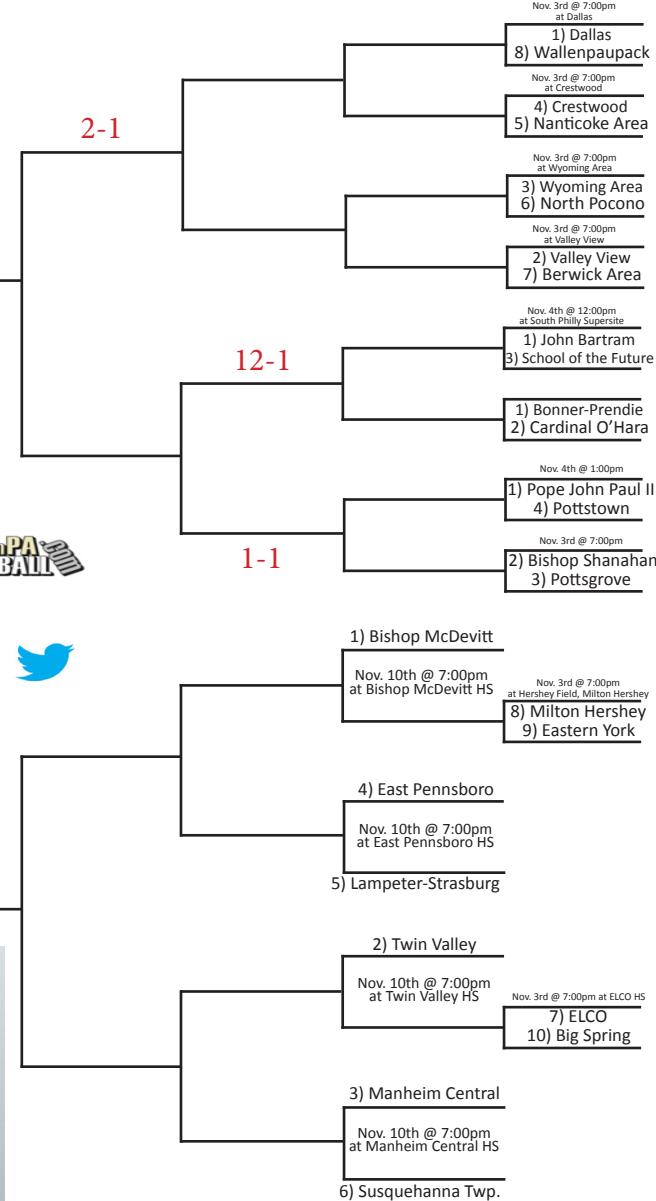 Nov. 3rd @ 7:00pm
at Dallas
1) Dallas
8) Wallenpaupack
Nov. 3rd @ 7:00pm
at Crestwood
4) Crestwood
5) Nanticoke Area
2-1
Nov. 3rd @ 7:00pm
at Wyoming Area
3) Wyoming Area
6) North Pocono
Nov. 3rd @ 7:00pm
at Valley View
2) Valley View
7) Berwick Area
Nov. 4th @ 12:00pm
at South Philly Supersite
1) John Bartram
3) School of the Future
12-1
1) Bonner-Prendie
2) Cardinal O'Hara
Nov. 4th @ 1:00pm
1) Pope John Paul II
4) Pottstown
1-1
Nov. 3rd @ 7:00pm
2) Bishop Shanahan
3) Pottsgrove
PA .com
BALL
1) Bishop McDevitt
Nov. 10th @ 7:00pm
at Bishop McDevitt HS
Nov. 3rd @ 7:00pm
at Hershey Field, Milton Hershey
8) Milton Hershey
9) Eastern York
4) East Pennsboro
Nov. 10th @ 7:00pm
at East Pennsboro HS
5) Lampeter-Strasburg
2) Twin Valley
Nov. 10th @ 7:00pm
at Twin Valley HS
Nov. 3rd @ 7:00pm at ELCO HS
7) ELCO
10) Big Spring
3) Manheim Central
Nov. 10th @ 7:00pm
at Manheim Central HS
6) Susquehanna Twp.